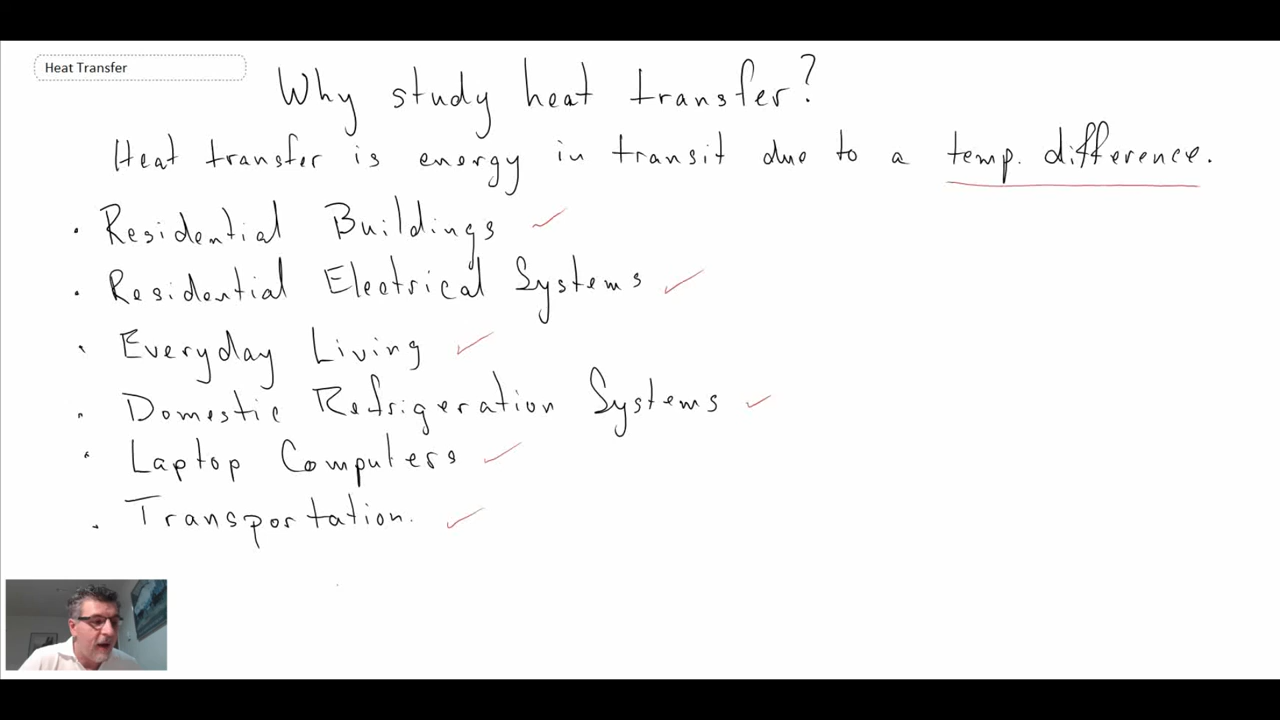 Heat Transfer
Why study heat transfer?
Heat transfer is energy in transit due to a temp. difference.
· Residential Buildings
· Residential Electrical Systems
· Everyday Living
· Domestic Refrigeration Systems
· Laptop Computers
· Transportation.